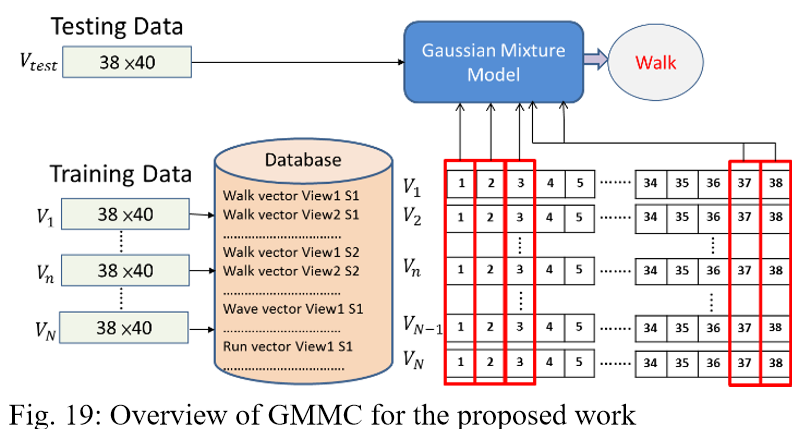 Testing Data
V_test 38 ×40
Gaussian Mixture
Model
Walk
Training Data
V_1 38 ×40
V_n 38 ×40
V_N 38 ×40
Database
Walk vector View1 S1
Walk vector View2 S1
.................................
Walk vector View1 S2
Walk vector View2 S2
.................................
Wave vector View1 S1
.................................
Run vector View1 S1
.................................
V_1 1 2 3 4 5 ...... 34 35 36 37 38
V_2 1 2 3 4 5 ...... 34 35 36 37 38
V_n 1 2 3 4 5 ...... 34 35 36 37 38
V_{N-1} 1 2 3 4 5 ...... 34 35 36 37 38
V_N 1 2 3 4 5 ...... 34 35 36 37 38
Fig. 19: Overview of GMMC for the proposed work